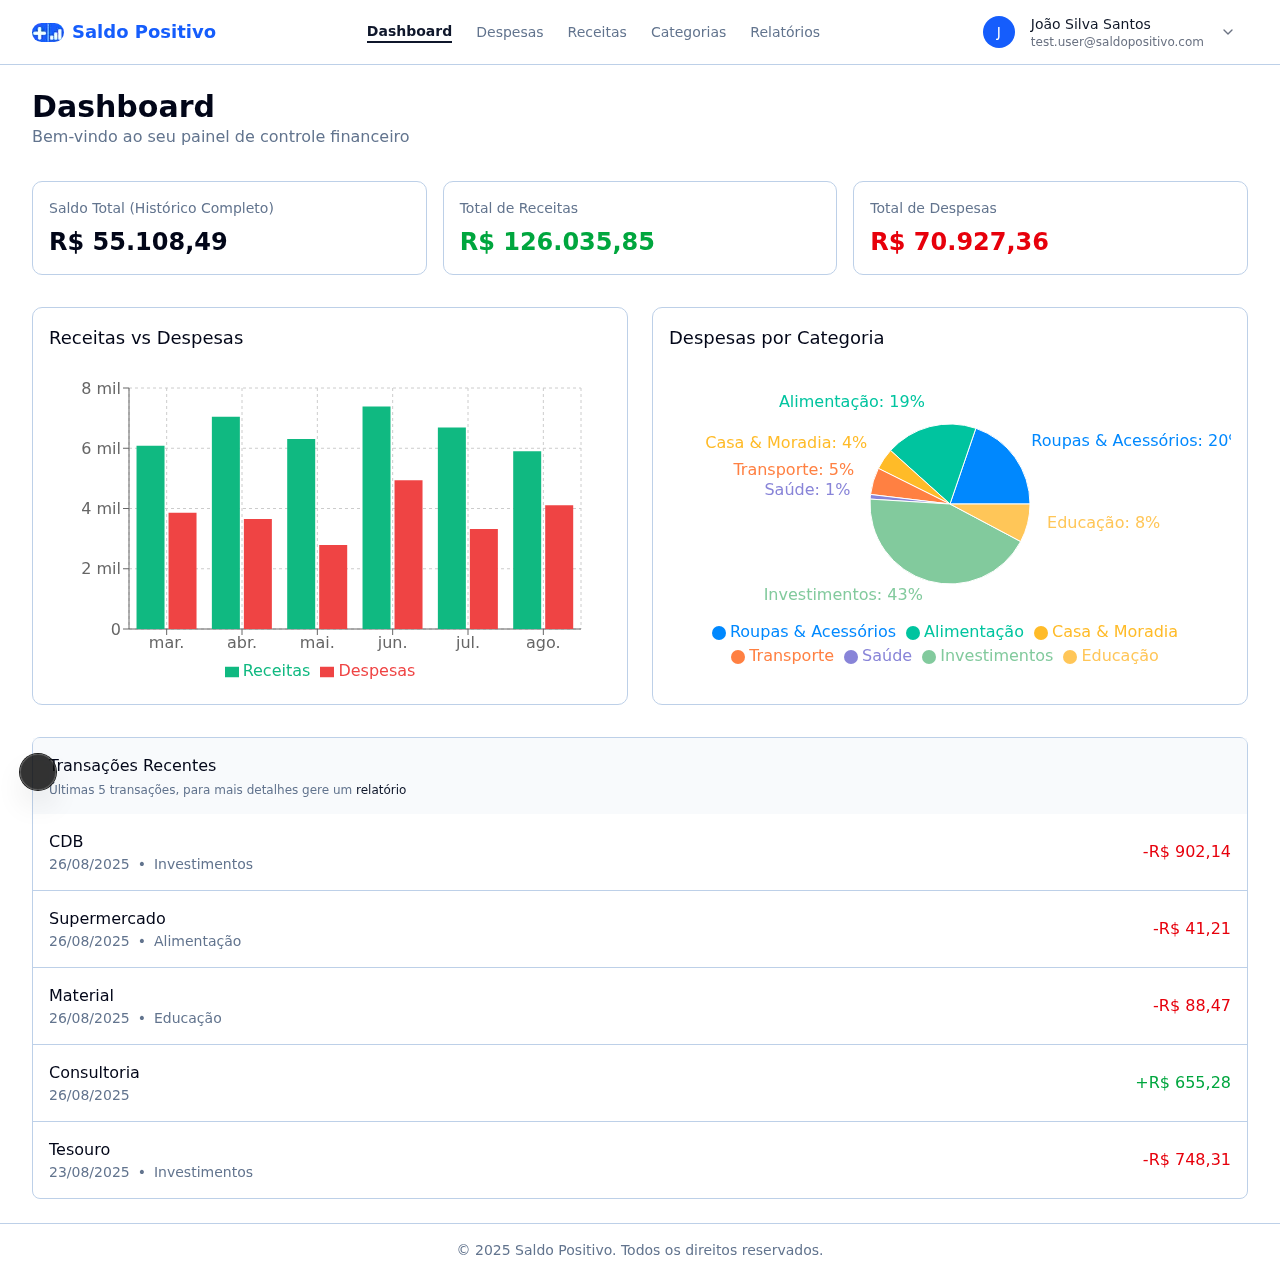 Saldo Positivo
Dashboard
Despesas
Receitas
Categorias
Relatórios
J
João Silva Santos
test.user@saldopositivo.com
Dashboard
Bem-vindo ao seu painel de controle financeiro
Saldo Total (Histórico Completo)
R$ 55.108,49
Total de Receitas
R$ 126.035,85
Total de Despesas
R$ 70.927,36
Receitas vs Despesas
8 mil
6 mil
4 mil
2 mil
0
mar.
abr.
mai.
jun.
jul.
ago.
Receitas
Despesas
Despesas por Categoria
Alimentação: 19%
Roupas & Acessórios: 20
Casa & Moradia: 4%
Transporte: 5%
Saúde: 1%
Educação: 8%
Investimentos: 43%
Roupas & Acessórios
Alimentação
Casa & Moradia
Transporte
Saúde
Investimentos
Educação
Transações Recentes
Últimas 5 transações, para mais detalhes gere um relatório
CDB
26/08/2025 • Investimentos
-R$ 902,14
Supermercado
26/08/2025 • Alimentação
-R$ 41,21
Material
26/08/2025 • Educação
-R$ 88,47
Consultoria
26/08/2025
+R$ 655,28
Tesouro
23/08/2025 • Investimentos
-R$ 748,31
© 2025 Saldo Positivo. Todos os direitos reservados.